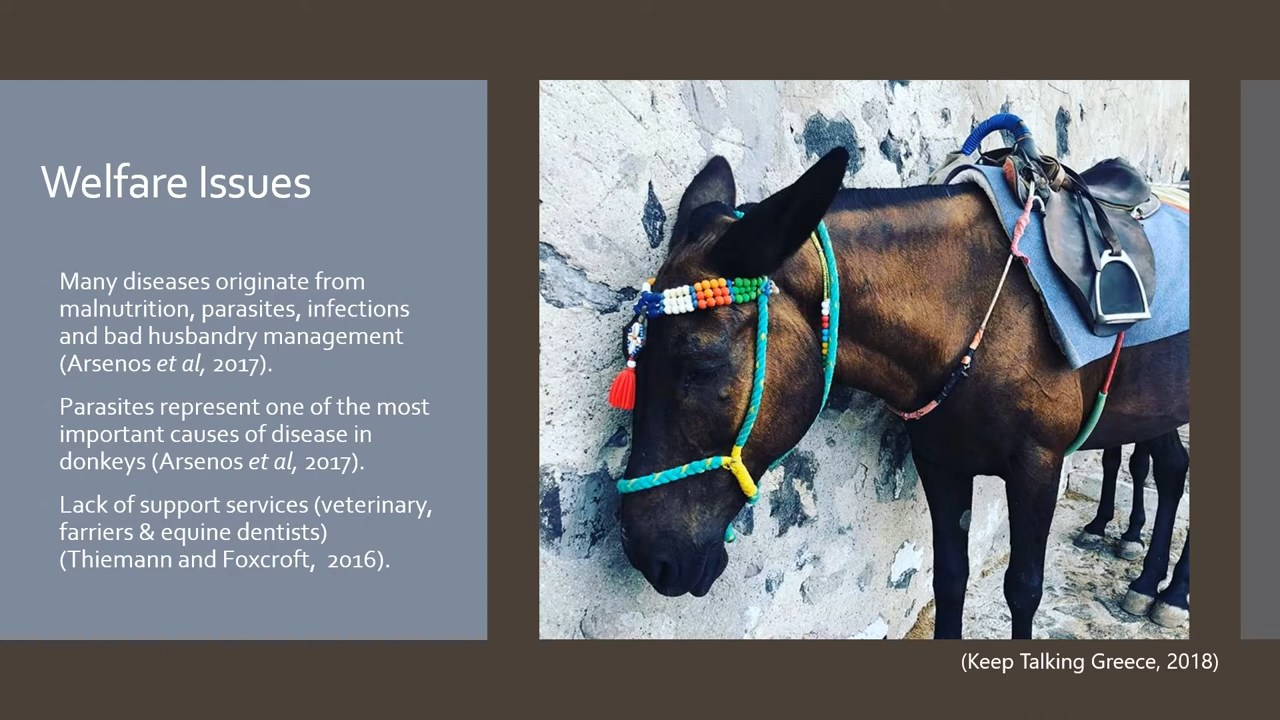 Welfare Issues
Many diseases originate from
malnutrition, parasites, infections
and bad husbandry management
(Arsenos et al, 2017).
Parasites represent one of the most
important causes of disease in
donkeys (Arsenos et al, 2017).
Lack of support services (veterinary,
farriers & equine dentists)
(Thiemann and Foxcroft,  2016).
(Keep Talking Greece, 2018)